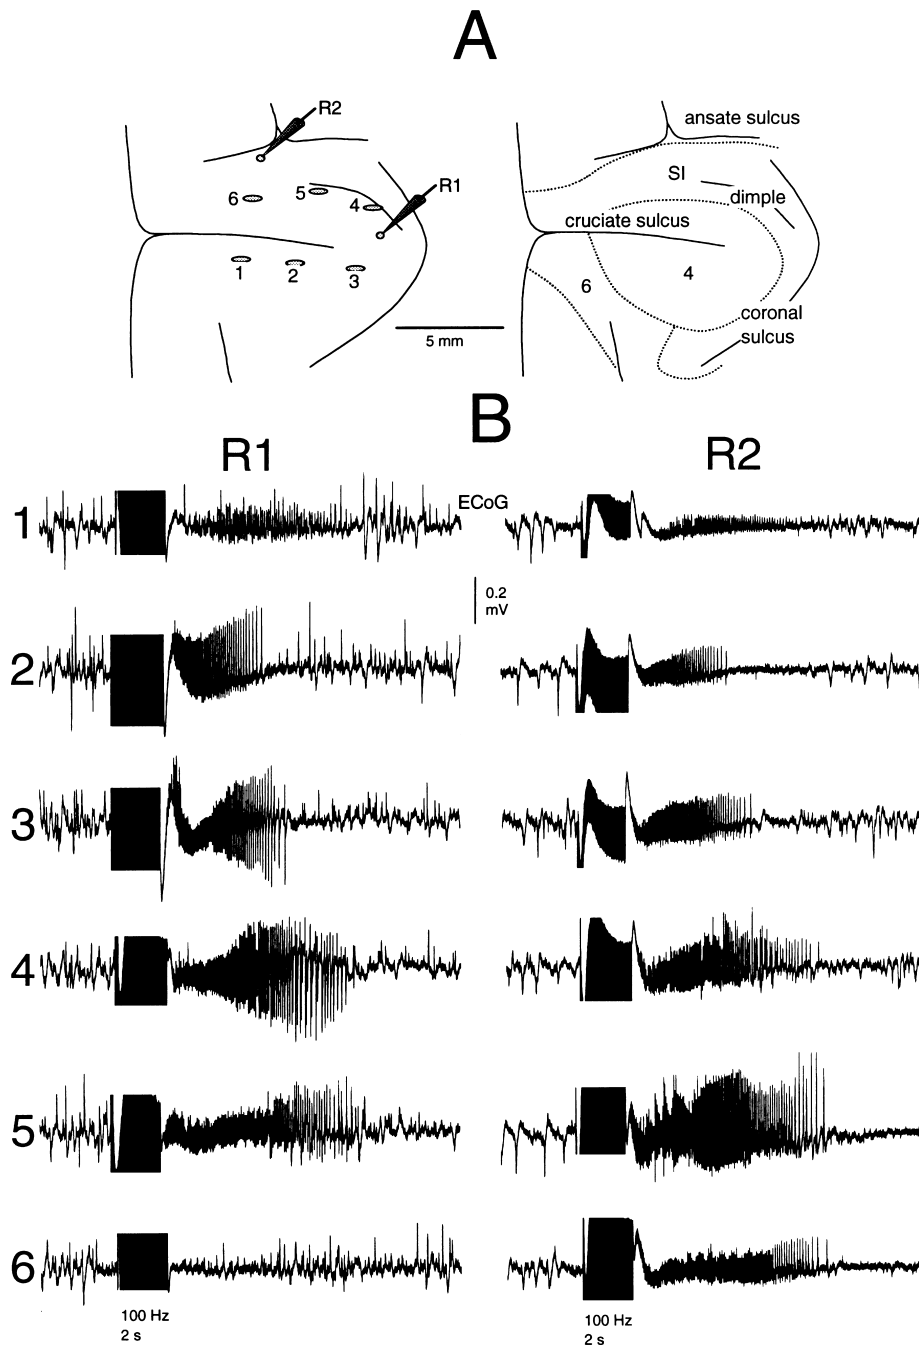 A
R2
R1
6
5
4
1
2
3
5 mm
ansate sulcus
SI
dimple
cruciate sulcus
6
4
coronal
sulcus
B
R1
R2
1
ECoG
0.2
mV
2
3
4
5
6
100 Hz
2 s
100 Hz
2 s